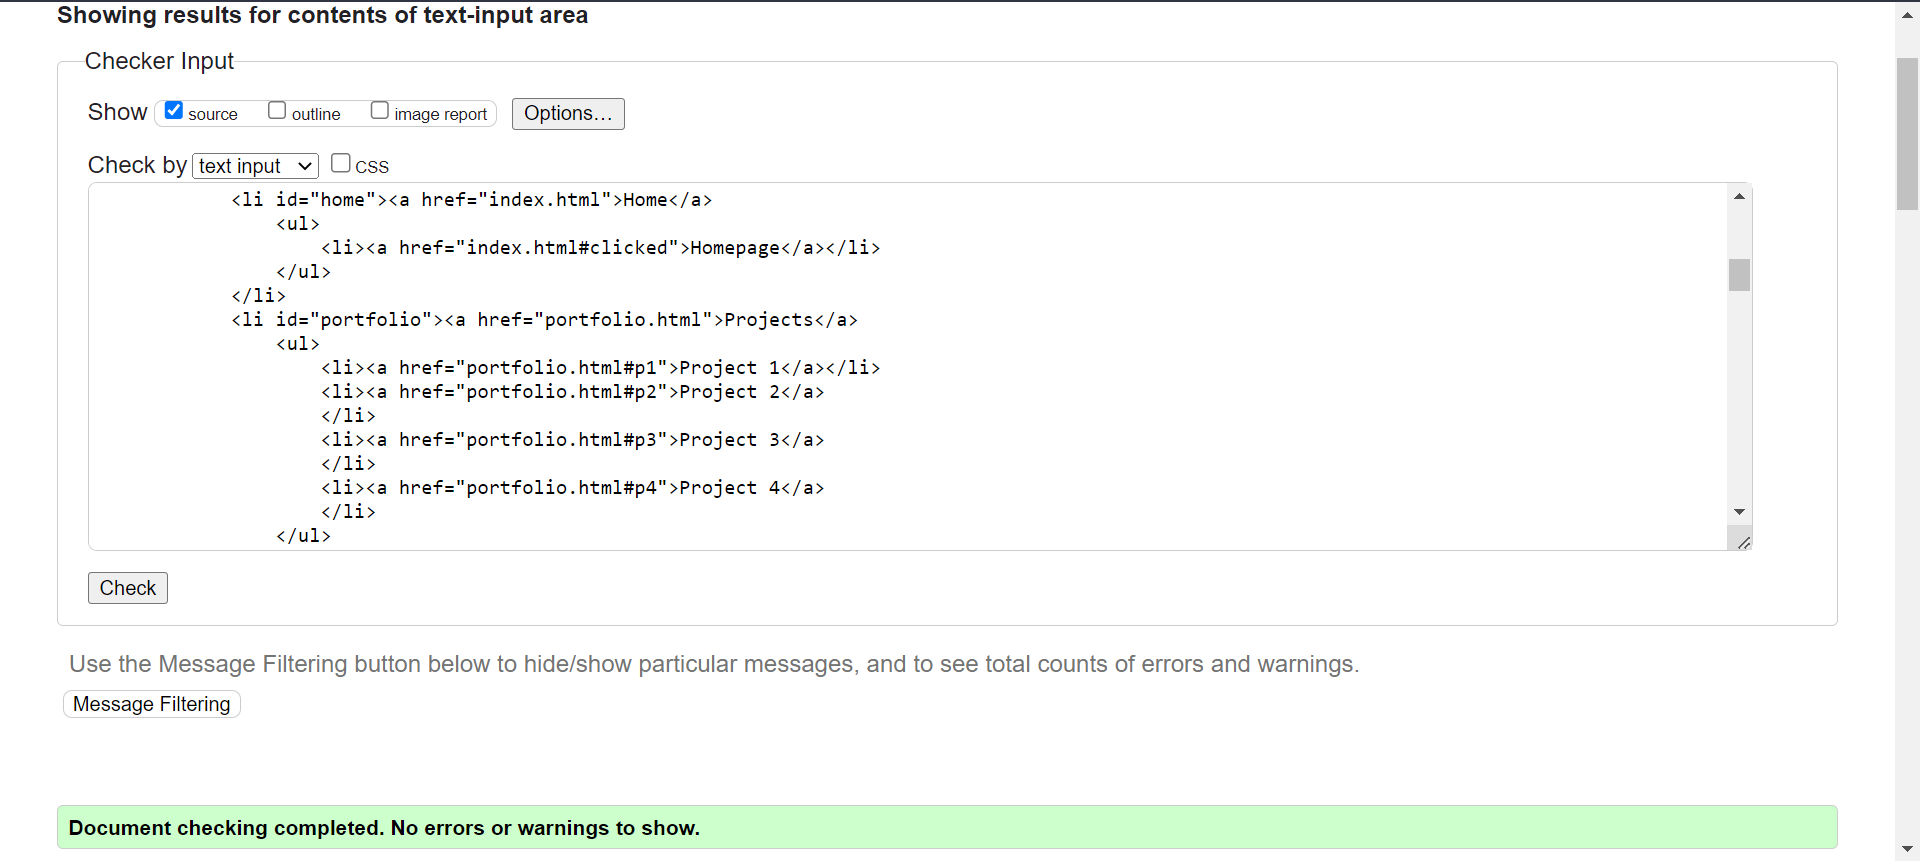 Showing results for contents of text-input area
Checker Input
Show source outline image report Options...
Check by text input CSS
<li id="home"><a href="index.html">Home</a>
<ul>
<li><a href="index.html#clicked">Homepage</a></li>
</ul>
</li>
<li id="portfolio"><a href="portfolio.html">Projects</a>
<ul>
<li><a href="portfolio.html#p1">Project 1</a></li>
<li><a href="portfolio.html#p2">Project 2</a>
</li>
<li><a href="portfolio.html#p3">Project 3</a>
</li>
<li><a href="portfolio.html#p4">Project 4</a>
</li>
</ul>
Check
Use the Message Filtering button below to hide/show particular messages, and to see total counts of errors and warnings.
Message Filtering
Document checking completed. No errors or warnings to show.